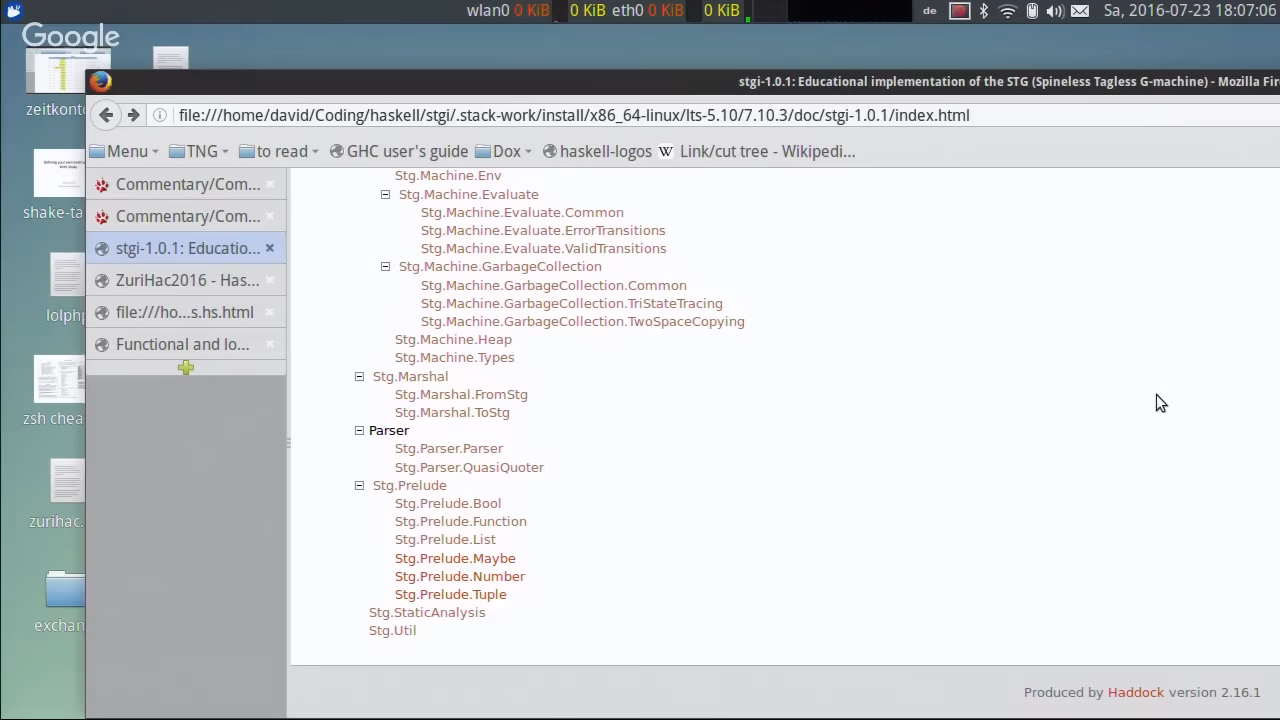 wlan0 0 KiB 0 KiB eth0 0 KiB 0 KiB de Sa, 2016-07-23 18:07:06
Google
zeitkont
stgi-1.0.1: Educational implementation of the STG (Spineless Tagless G-machine) - Mozilla Fir
file:///home/david/Coding/haskell/stgi/.stack-work/install/x86_64-linux/lts-5.10/7.10.3/doc/stgi-1.0.1/index.html
Menu TNG to read GHC user's guide Dox haskell-logos W Link/cut tree - Wikipedi...
Commentary/Com...
Commentary/Com...
stgi-1.0.1: Educatio...
ZuriHac2016 - Has...
file:///ho...s.hs.html
Functional and lo...
shake-ta
lolphp
zsh chea
zurihac.
exchan
Stg.Machine.Env
Stg.Machine.Evaluate
Stg.Machine.Evaluate.Common
Stg.Machine.Evaluate.ErrorTransitions
Stg.Machine.Evaluate.ValidTransitions
Stg.Machine.GarbageCollection
Stg.Machine.GarbageCollection.Common
Stg.Machine.GarbageCollection.TriStateTracing
Stg.Machine.GarbageCollection.TwoSpaceCopying
Stg.Machine.Heap
Stg.Machine.Types
Stg.Marshal
Stg.Marshal.FromStg
Stg.Marshal.ToStg
Parser
Stg.Parser.Parser
Stg.Parser.QuasiQuoter
Stg.Prelude
Stg.Prelude.Bool
Stg.Prelude.Function
Stg.Prelude.List
Stg.Prelude.Maybe
Stg.Prelude.Number
Stg.Prelude.Tuple
Stg.StaticAnalysis
Stg.Util
Produced by Haddock version 2.16.1